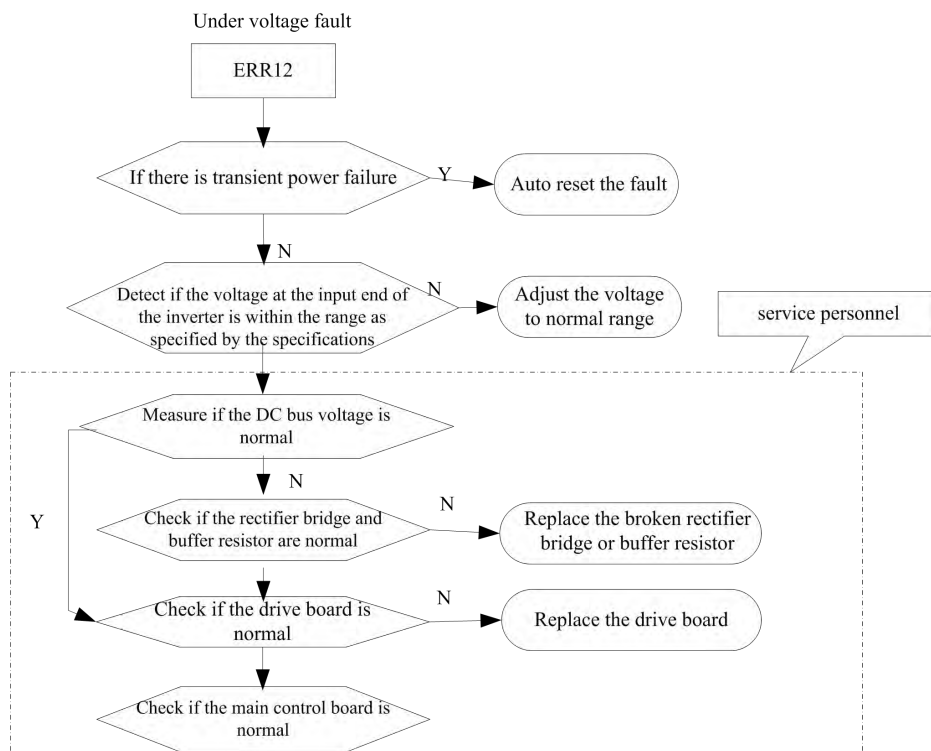 Under voltage fault
ERR12
If there is transient power failure
Y
Auto reset the fault
N
Detect if the voltage at the input end of
the inverter is within the range as
specified by the specifications
N
Adjust the voltage
to normal range
service personnel
Measure if the DC bus voltage is
normal
N
Y
Check if the rectifier bridge and
buffer resistor are normal
N
Replace the broken rectifier
bridge or buffer resistor
Check if the drive board is
normal
N
Replace the drive board
Check if the main control board is
normal